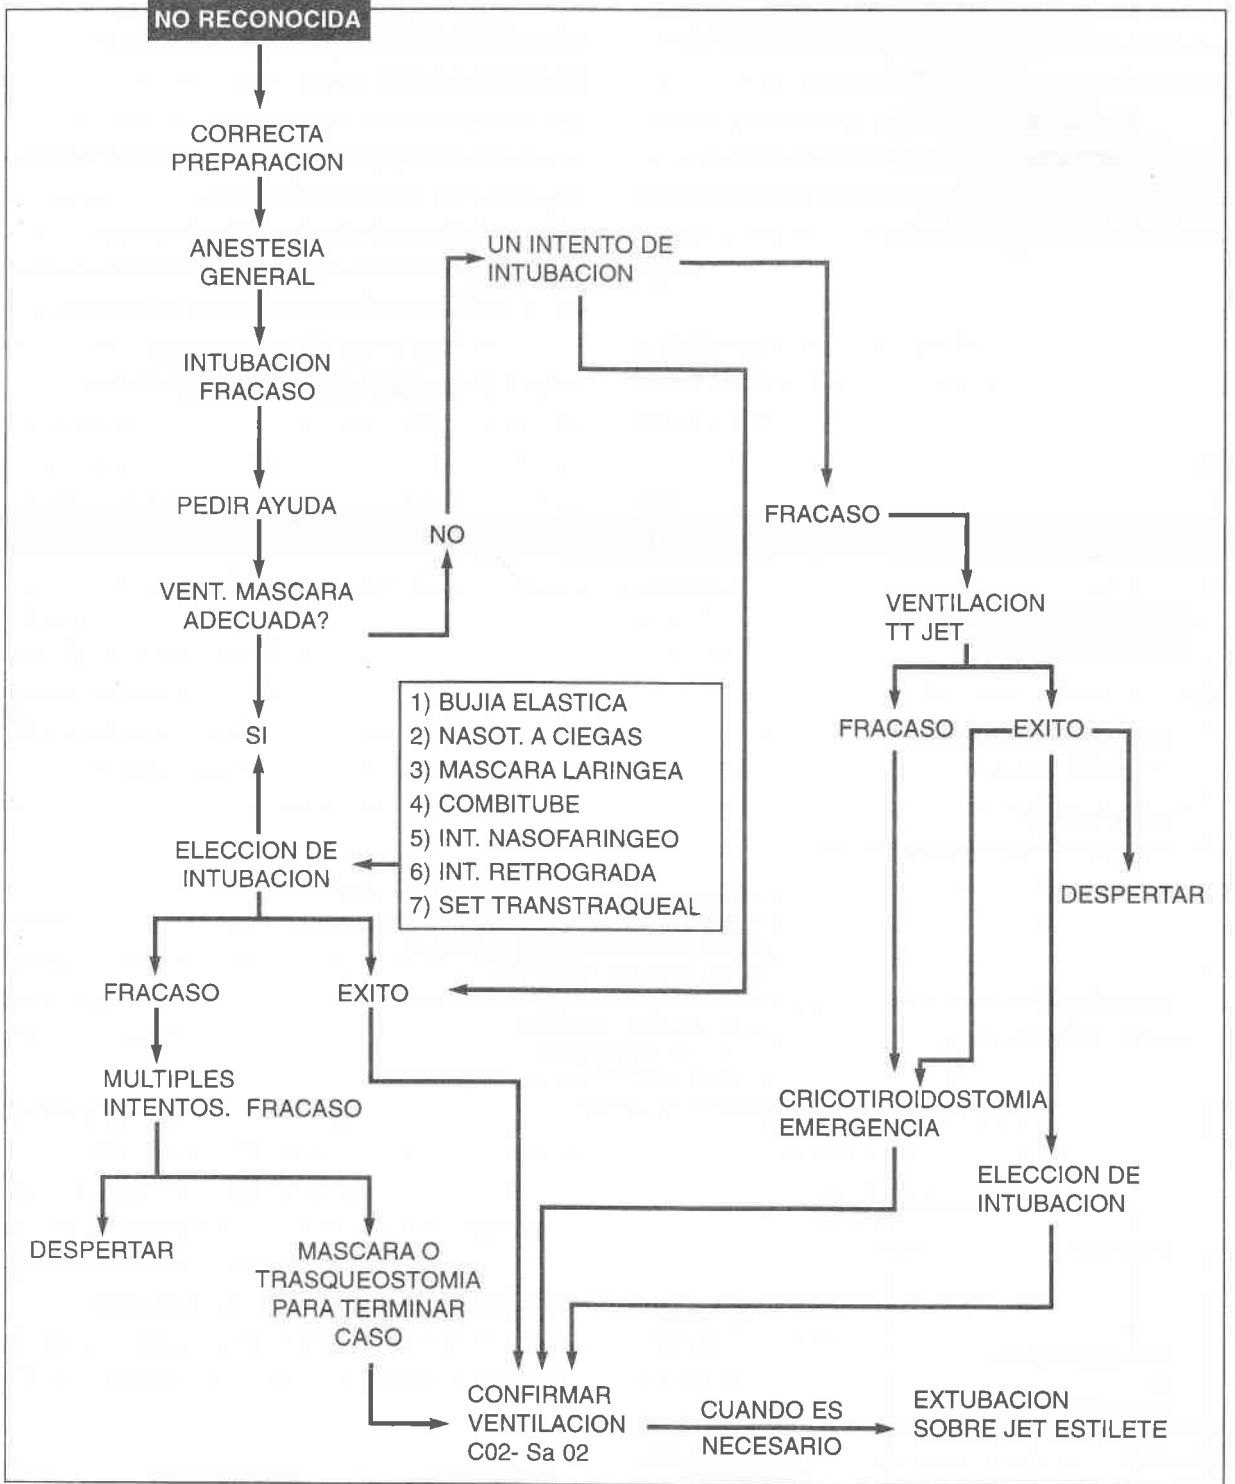 NO RECONOCIDA
CORRECTA
PREPARACION
ANESTESIA
GENERAL
INTUBACION
FRACASO
PEDIR AYUDA
VENT. MASCARA
ADECUADA?
NO
SI
UN INTENTO DE
INTUBACION
FRACASO
VENTILACION
TT JET
FRACASO
EXITO
DESPERTAR
1) BUJIA ELASTICA
2) NASOT. A CIEGAS
3) MASCARA LARINGEA
4) COMBITUBE
5) INT. NASOFARINGEO
6) INT. RETROGRADA
7) SET TRANSTRAQUEAL
ELECCION DE
INTUBACION
FRACASO
EXITO
MULTIPLES
INTENTOS. FRACASO
CRICOTIROIDOSTOMIA
EMERGENCIA
ELECCION DE
INTUBACION
DESPERTAR
MASCARA O
TRASQUEOSTOMIA
PARA TERMINAR
CASO
CONFIRMAR
VENTILACION
C02- Sa 02
CUANDO ES
NECESARIO
EXTUBACION
SOBRE JET ESTILETE